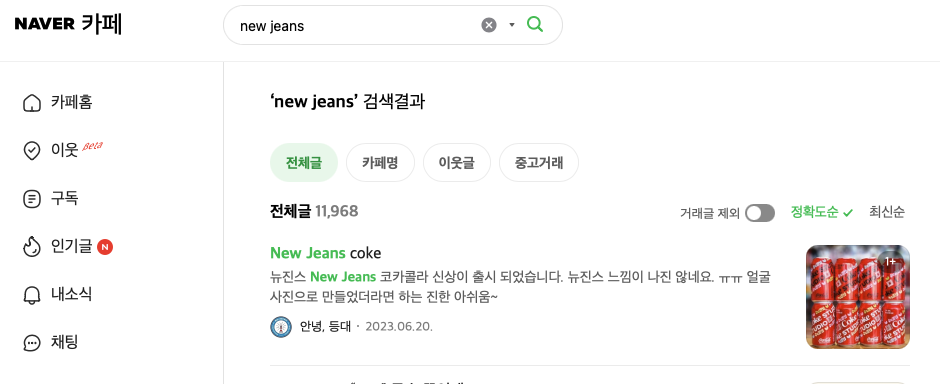 NAVER 카페
new jeans
카페홈
이웃 Beta
구독
인기글 N
내소식
채팅
‘new jeans’ 검색결과
전체글 카페명 이웃글 중고거래
전체글 11,968
거래글 제외 정확도순 최신순
New Jeans coke
뉴진스 New Jeans 코카콜라 신상이 출시 되었습니다. 뉴진스 느낌이 나진 않네요. ㅠㅠ 얼굴
사진으로 만들었더라면 하는 진한 아쉬움~
안녕, 등대 · 2023.06.20.
1+